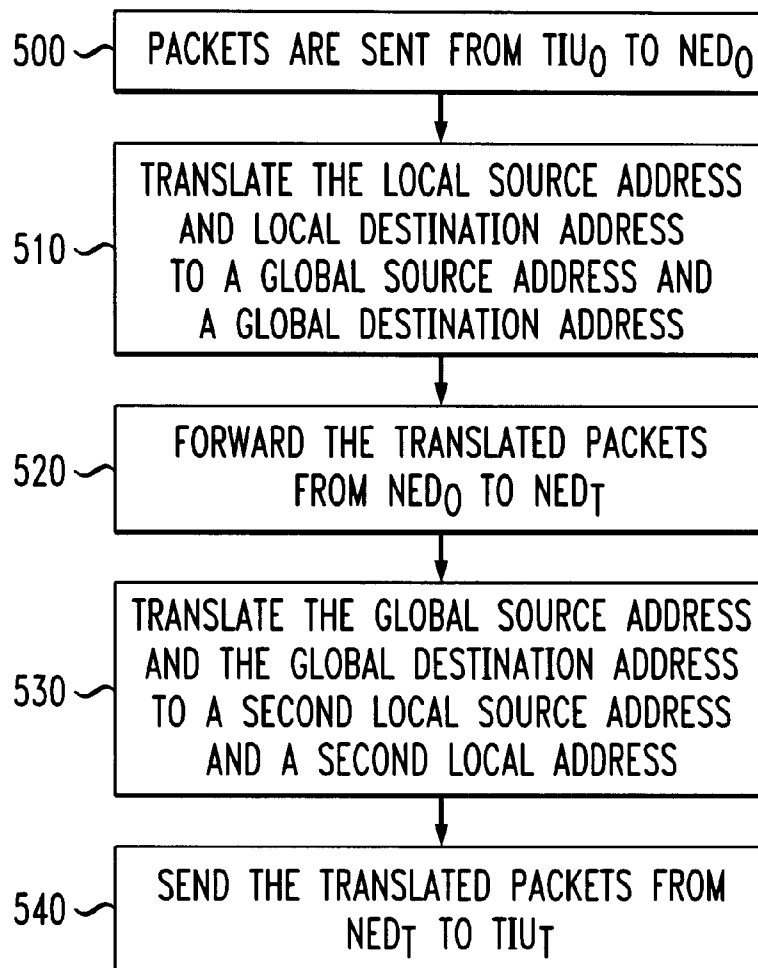 500
PACKETS ARE SENT FROM TIU₀ TO NED₀
510
TRANSLATE THE LOCAL SOURCE ADDRESS
AND LOCAL DESTINATION ADDRESS
TO A GLOBAL SOURCE ADDRESS AND
A GLOBAL DESTINATION ADDRESS
520
FORWARD THE TRANSLATED PACKETS
FROM NED₀ TO NEDT
530
TRANSLATE THE GLOBAL SOURCE ADDRESS
AND THE GLOBAL DESTINATION ADDRESS
TO A SECOND LOCAL SOURCE ADDRESS
AND A SECOND LOCAL ADDRESS
540
SEND THE TRANSLATED PACKETS FROM
NEDT TO TIUT